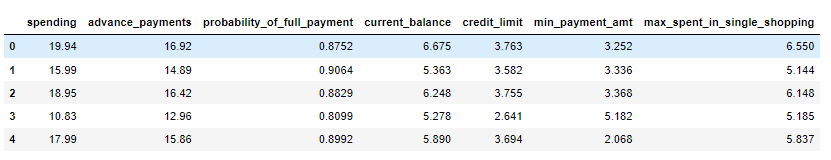 spending advance_payments probability_of_full_payment current_balance credit_limit min_payment_amt max_spent_in_single_shopping
0 19.94 16.92 0.8752 6.675 3.763 3.252 6.550
1 15.99 14.89 0.9064 5.363 3.582 3.336 5.144
2 18.95 16.42 0.8829 6.248 3.755 3.368 6.148
3 10.83 12.96 0.8099 5.278 2.641 5.182 5.185
4 17.99 15.86 0.8992 5.890 3.694 2.068 5.837